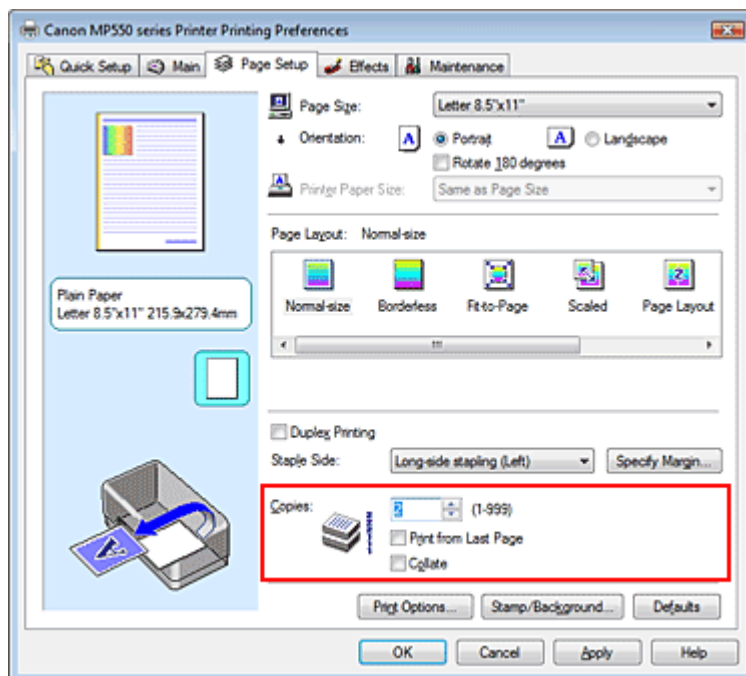 Canon MP550 series Printer Printing Preferences
Quick Setup Main Page Setup Effects Maintenance
Page Size: Letter 8.5"x11"
Orientation: A Portrait A Landscape
Rotate 180 degrees
Printer Paper Size: Same as Page Size
Page Layout: Normal-size
Normal-size Borderless Fit-to-Page Scaled Page Layout
Plain Paper
Letter 8.5"x11" 215.9x279.4mm
Duplex Printing
Staple Side: Long-side stapling (Left) Specify Margin...
Copies: 2 (1-999)
Print from Last Page
Collate
Print Options... Stamp/Background... Defaults
OK Cancel Apply Help